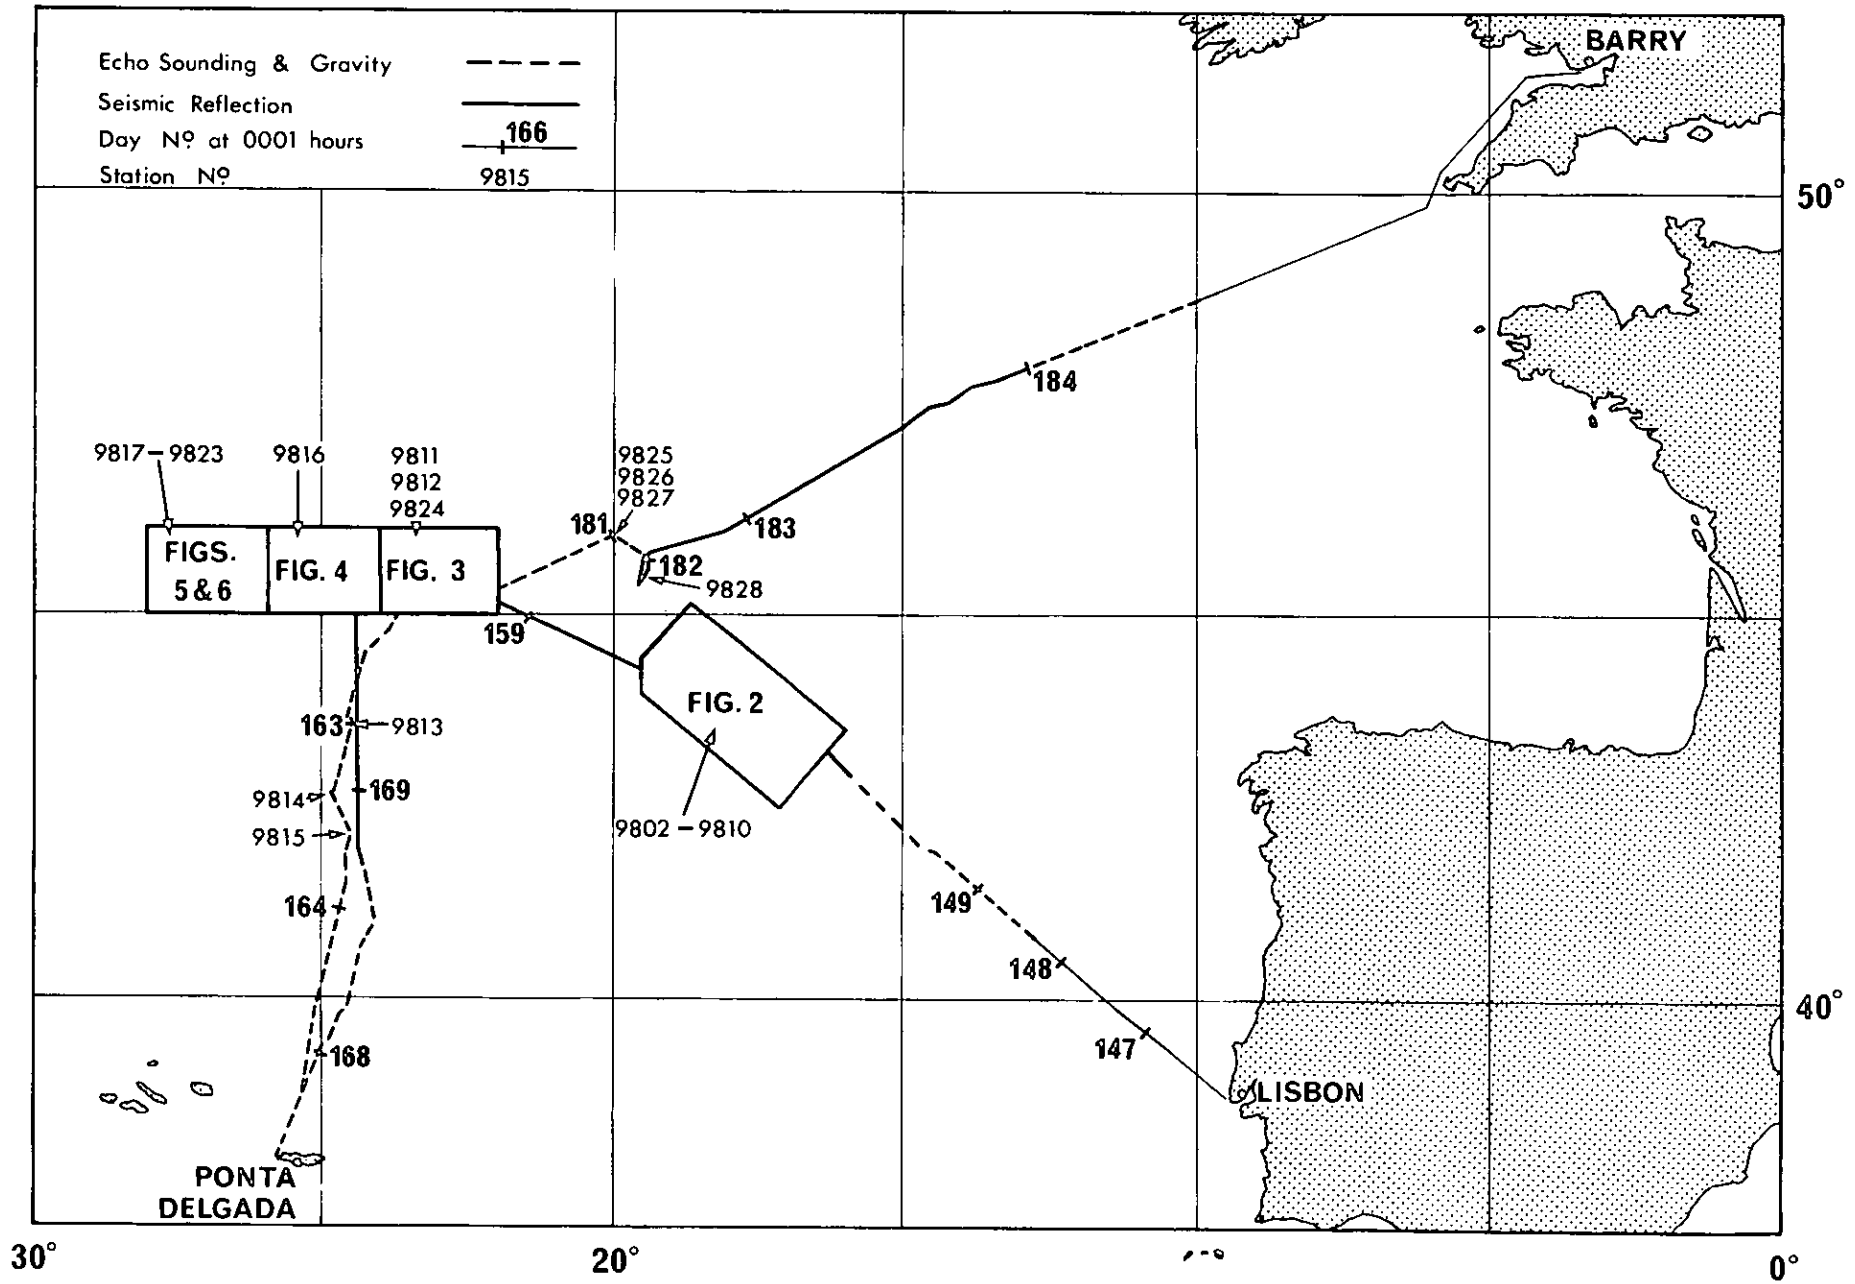 Echo Sounding & Gravity
Seismic Reflection
Day Nº at 0001 hours
166
Station Nº
9815
BARRY
50°
184
9817–9823
9816
9811
9812
9824
9825
9826
9827
181
183
182
9828
FIGS.
5 & 6
FIG. 4
FIG. 3
159
FIG. 2
163
9813
169
9814
9815
9802–9810
164
149
148
40°
147
168
LISBON
PONTA
DELGADA
30°
20°
0°